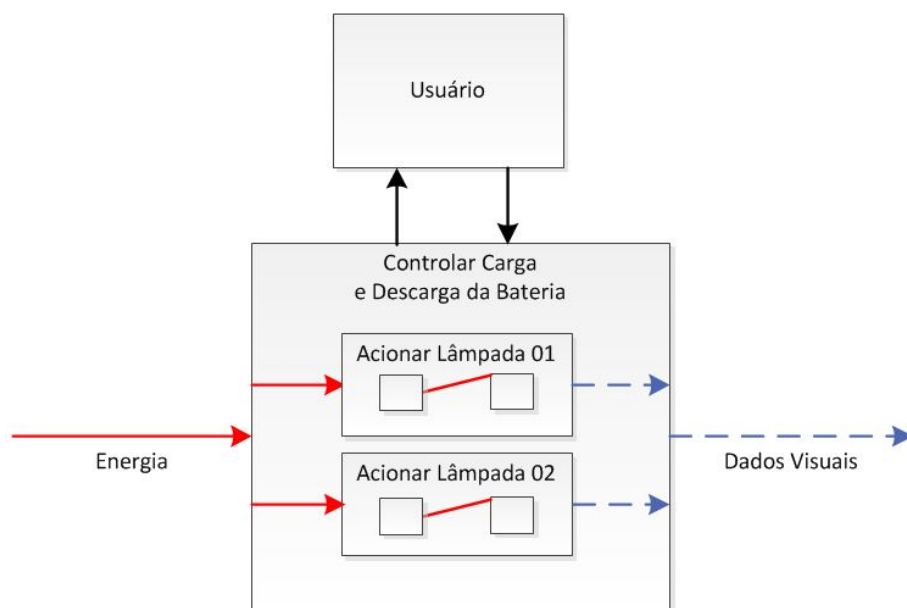 Usuário
Controlar Carga
e Descarga da Bateria
Acionar Lâmpada 01
Energia
Acionar Lâmpada 02
Dados Visuais